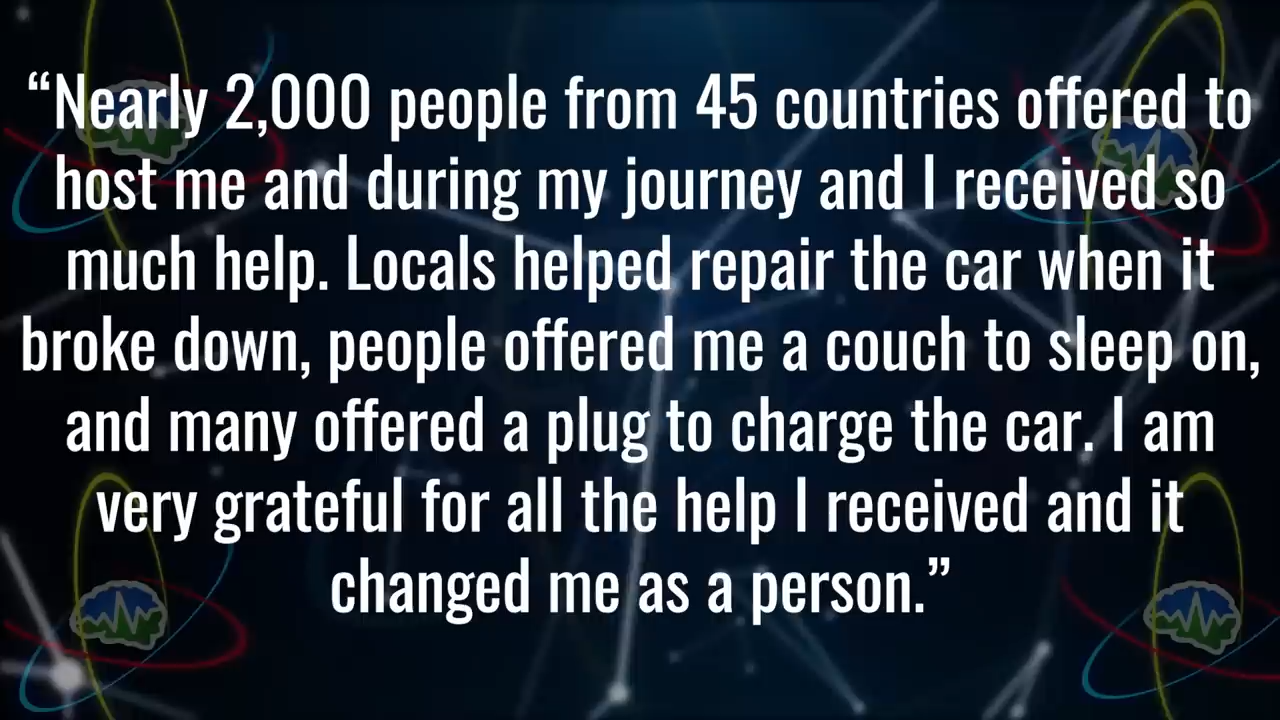 “Nearly 2,000 people from 45 countries offered to
host me and during my journey and I received so
much help. Locals helped repair the car when it
broke down, people offered me a couch to sleep on,
and many offered a plug to charge the car. I am
very grateful for all the help I received and it
changed me as a person.”